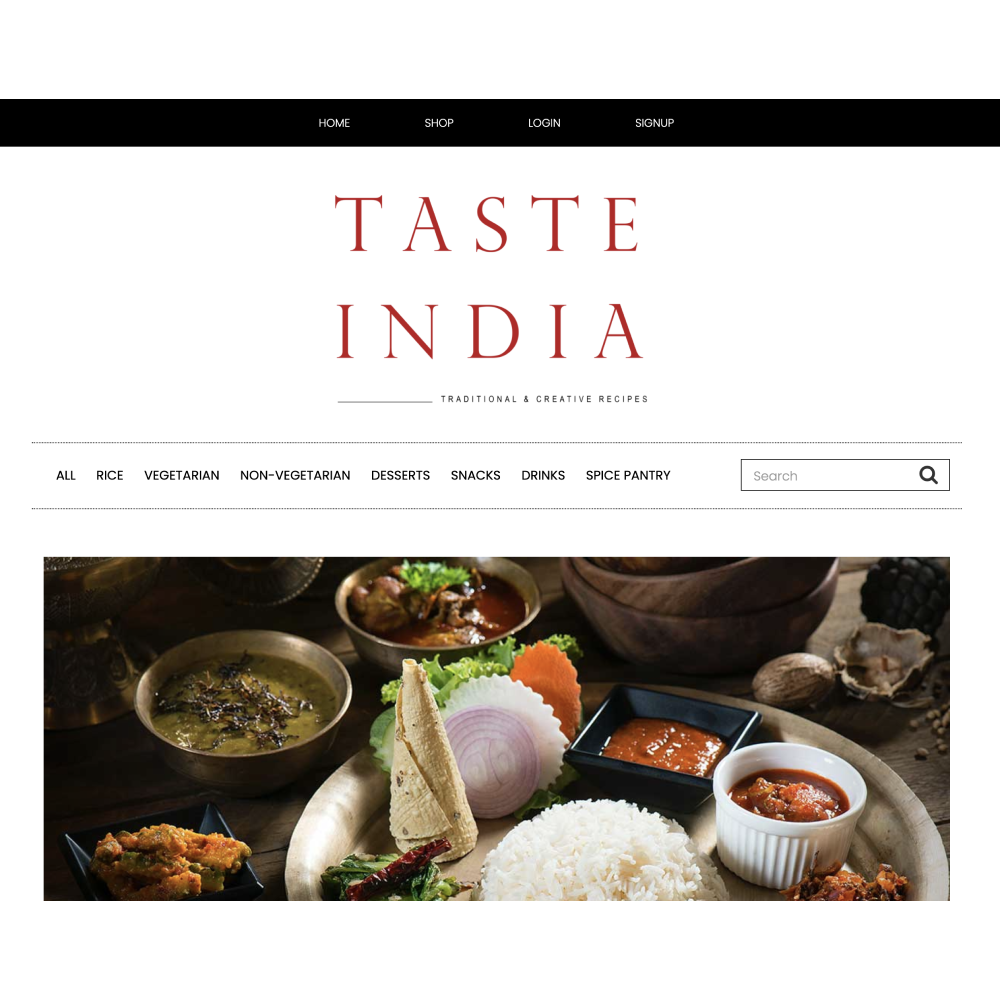 HOME SHOP LOGIN SIGNUP
TASTE
INDIA
TRADITIONAL & CREATIVE RECIPES
ALL RICE VEGETARIAN NON-VEGETARIAN DESSERTS SNACKS DRINKS SPICE PANTRY Search